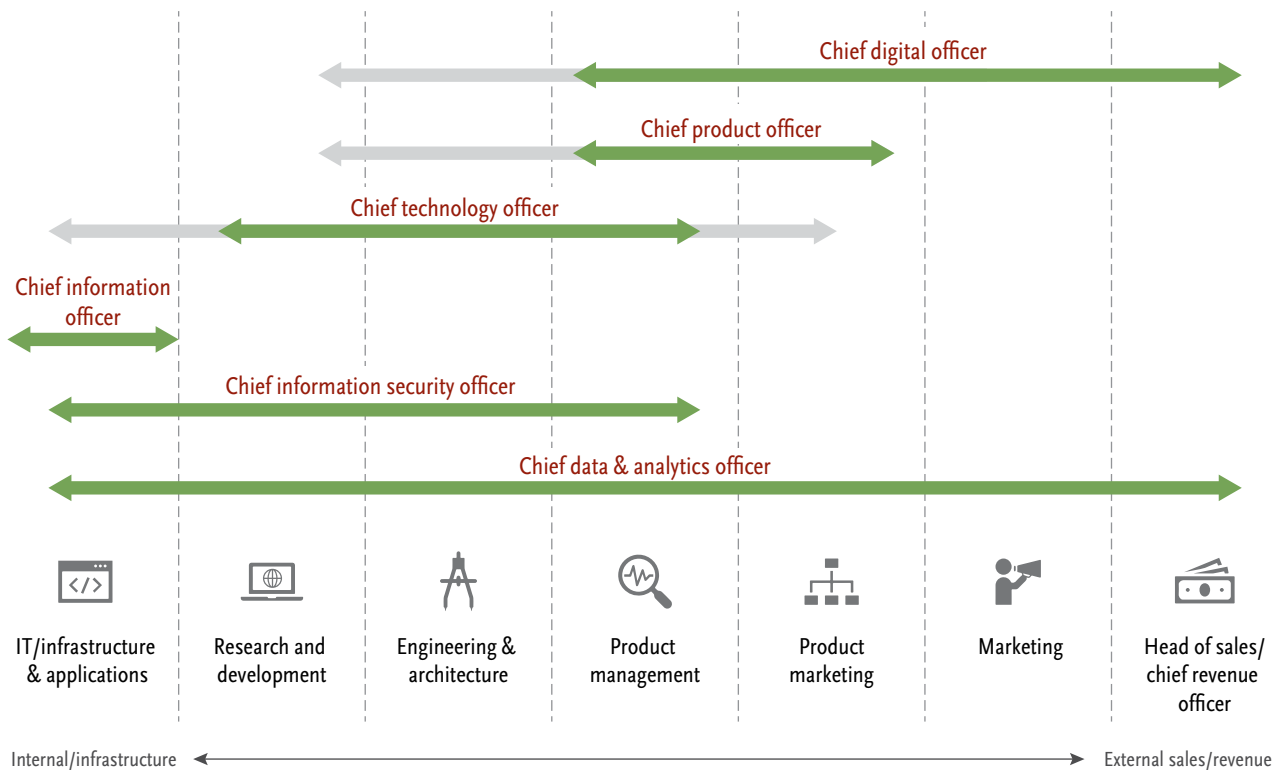 Chief digital officer
Chief product officer
Chief technology officer
Chief information
officer
Chief information security officer
Chief data & analytics officer
</>
IT/infrastructure
& applications
Research and
development
Engineering &
architecture
Product
management
Product
marketing
Marketing
Head of sales/
chief revenue
officer
Internal/infrastructure
External sales/revenue